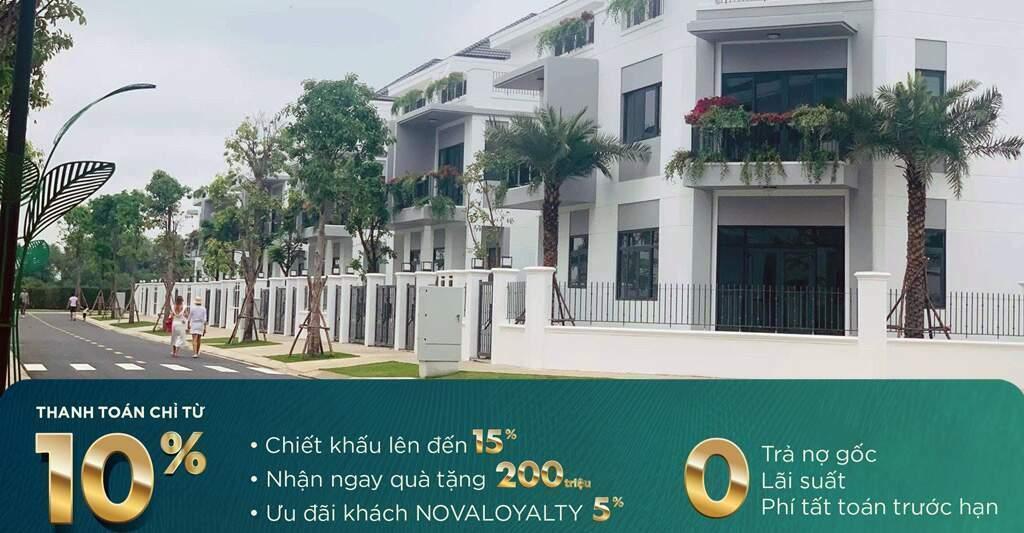 THANH TOÁN CHỈ TỪ
10%
• Chiết khấu lên đến 15%
• Nhận ngay quà tặng 200 triệu
• Ưu đãi khách NOVALOYALTY 5%
0
Trả nợ gốc
Lãi suất
Phí tất toán trước hạn